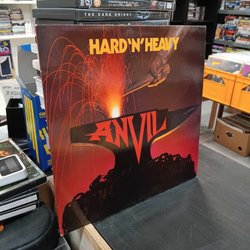 THE DARK KNIGHT
HARD 'N' HEAVY
ANVIL